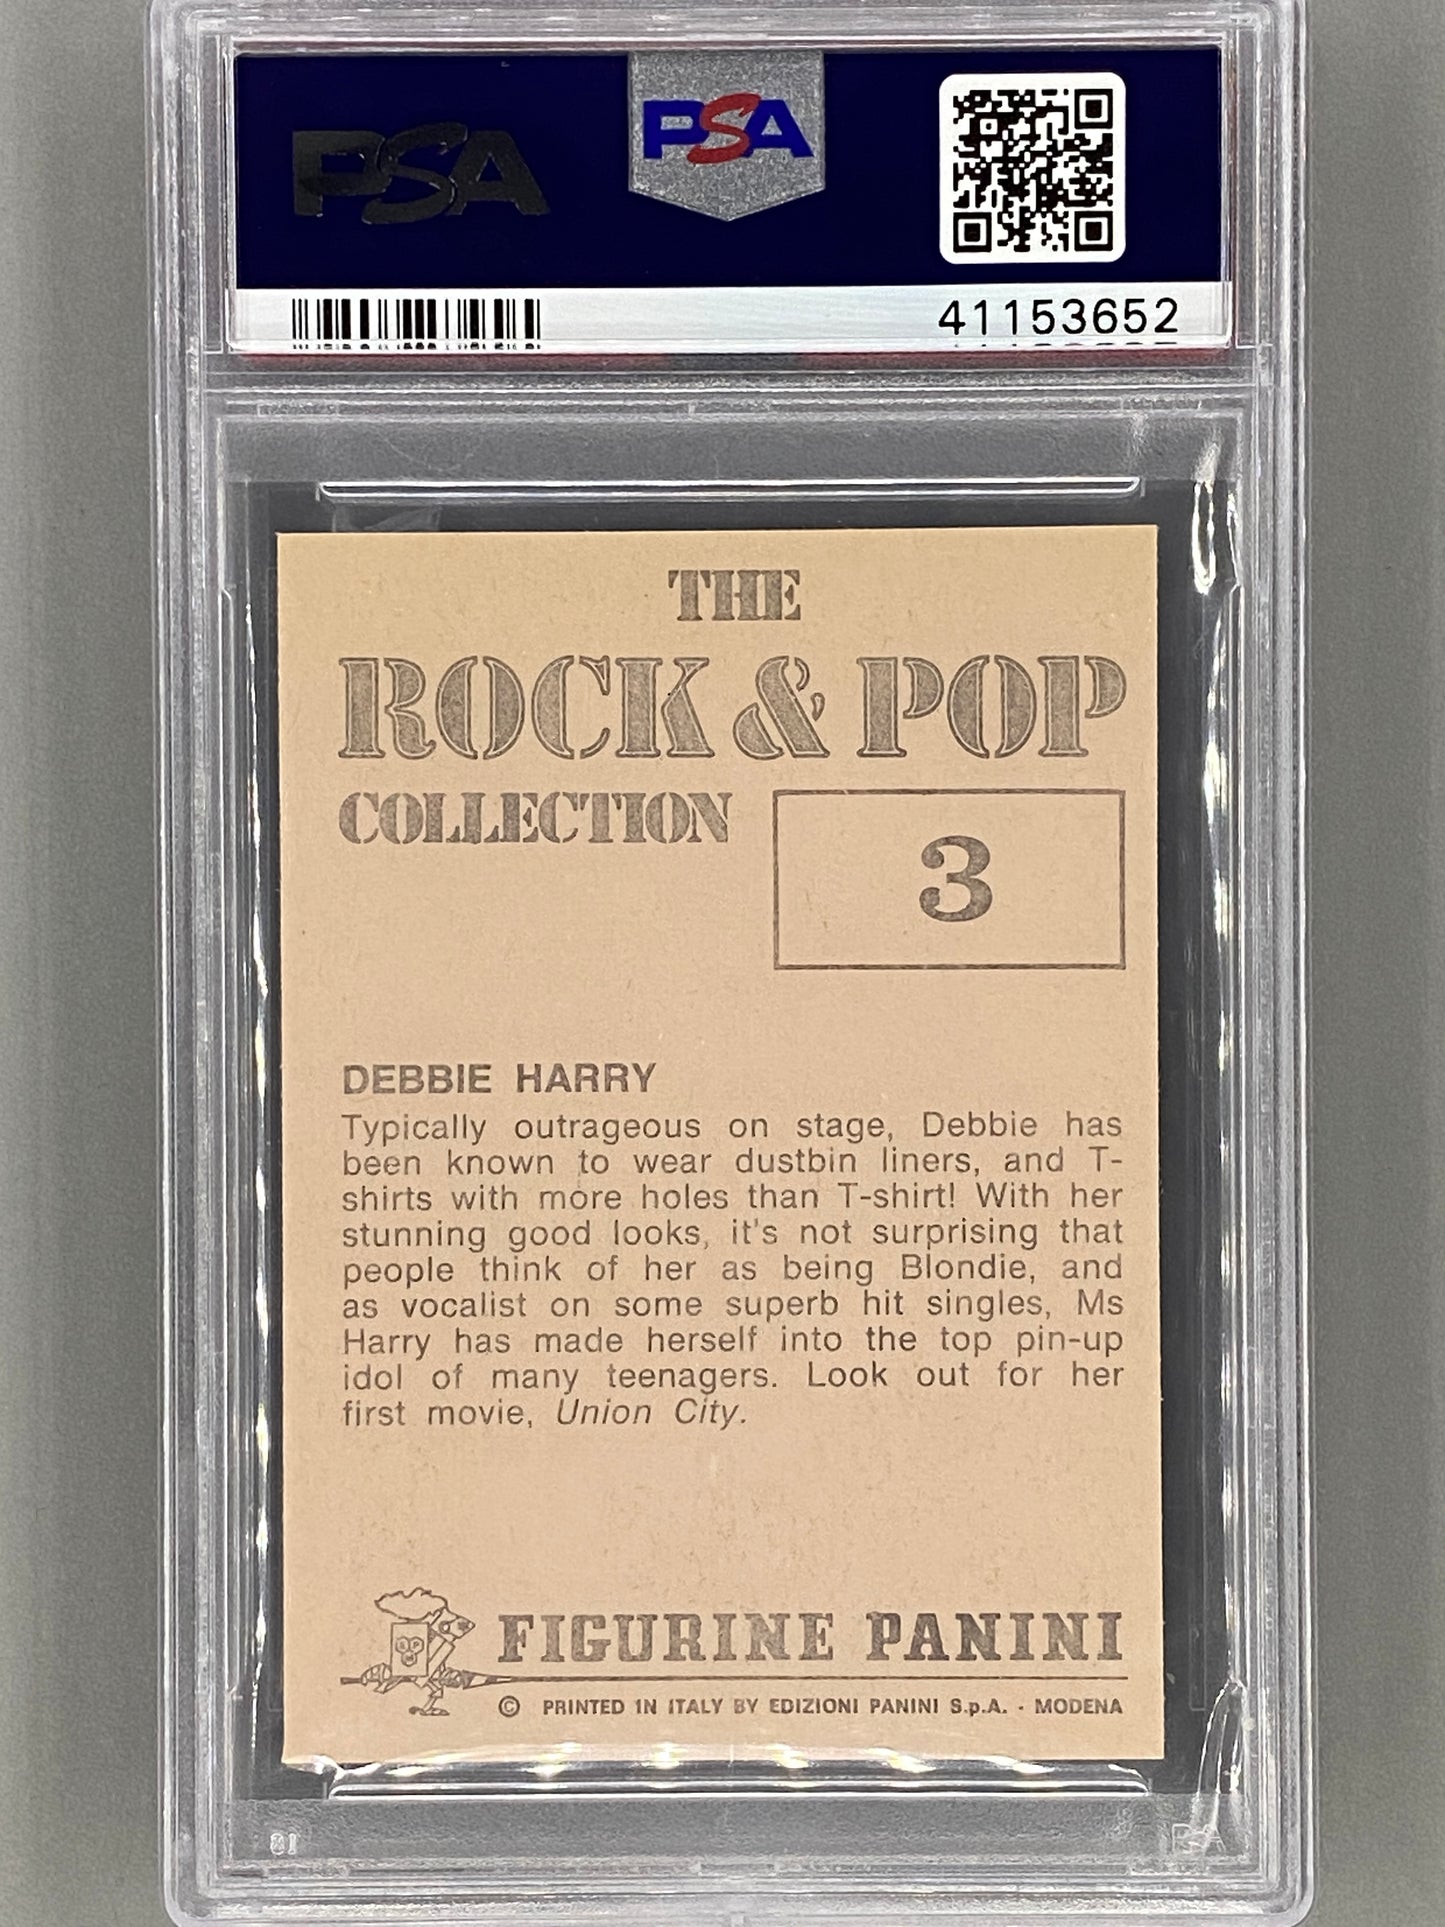 PSA
PSA
41153652
THE
ROCK & POP
COLLECTION
3
DEBBIE HARRY
Typically outrageous on stage, Debbie has
been known to wear dustbin liners, and T-
shirts with more holes than T-shirt! With her
stunning good looks, it's not surprising that
people think of her as being Blondie, and
as vocalist on some superb hit singles, Ms
Harry has made herself into the top pin-up
idol of many teenagers. Look out for her
first movie, Union City.
FIGURINE PANINI
© PRINTED IN ITALY BY EDIZIONI PANINI S.p.A. - MODENA
81
PSA